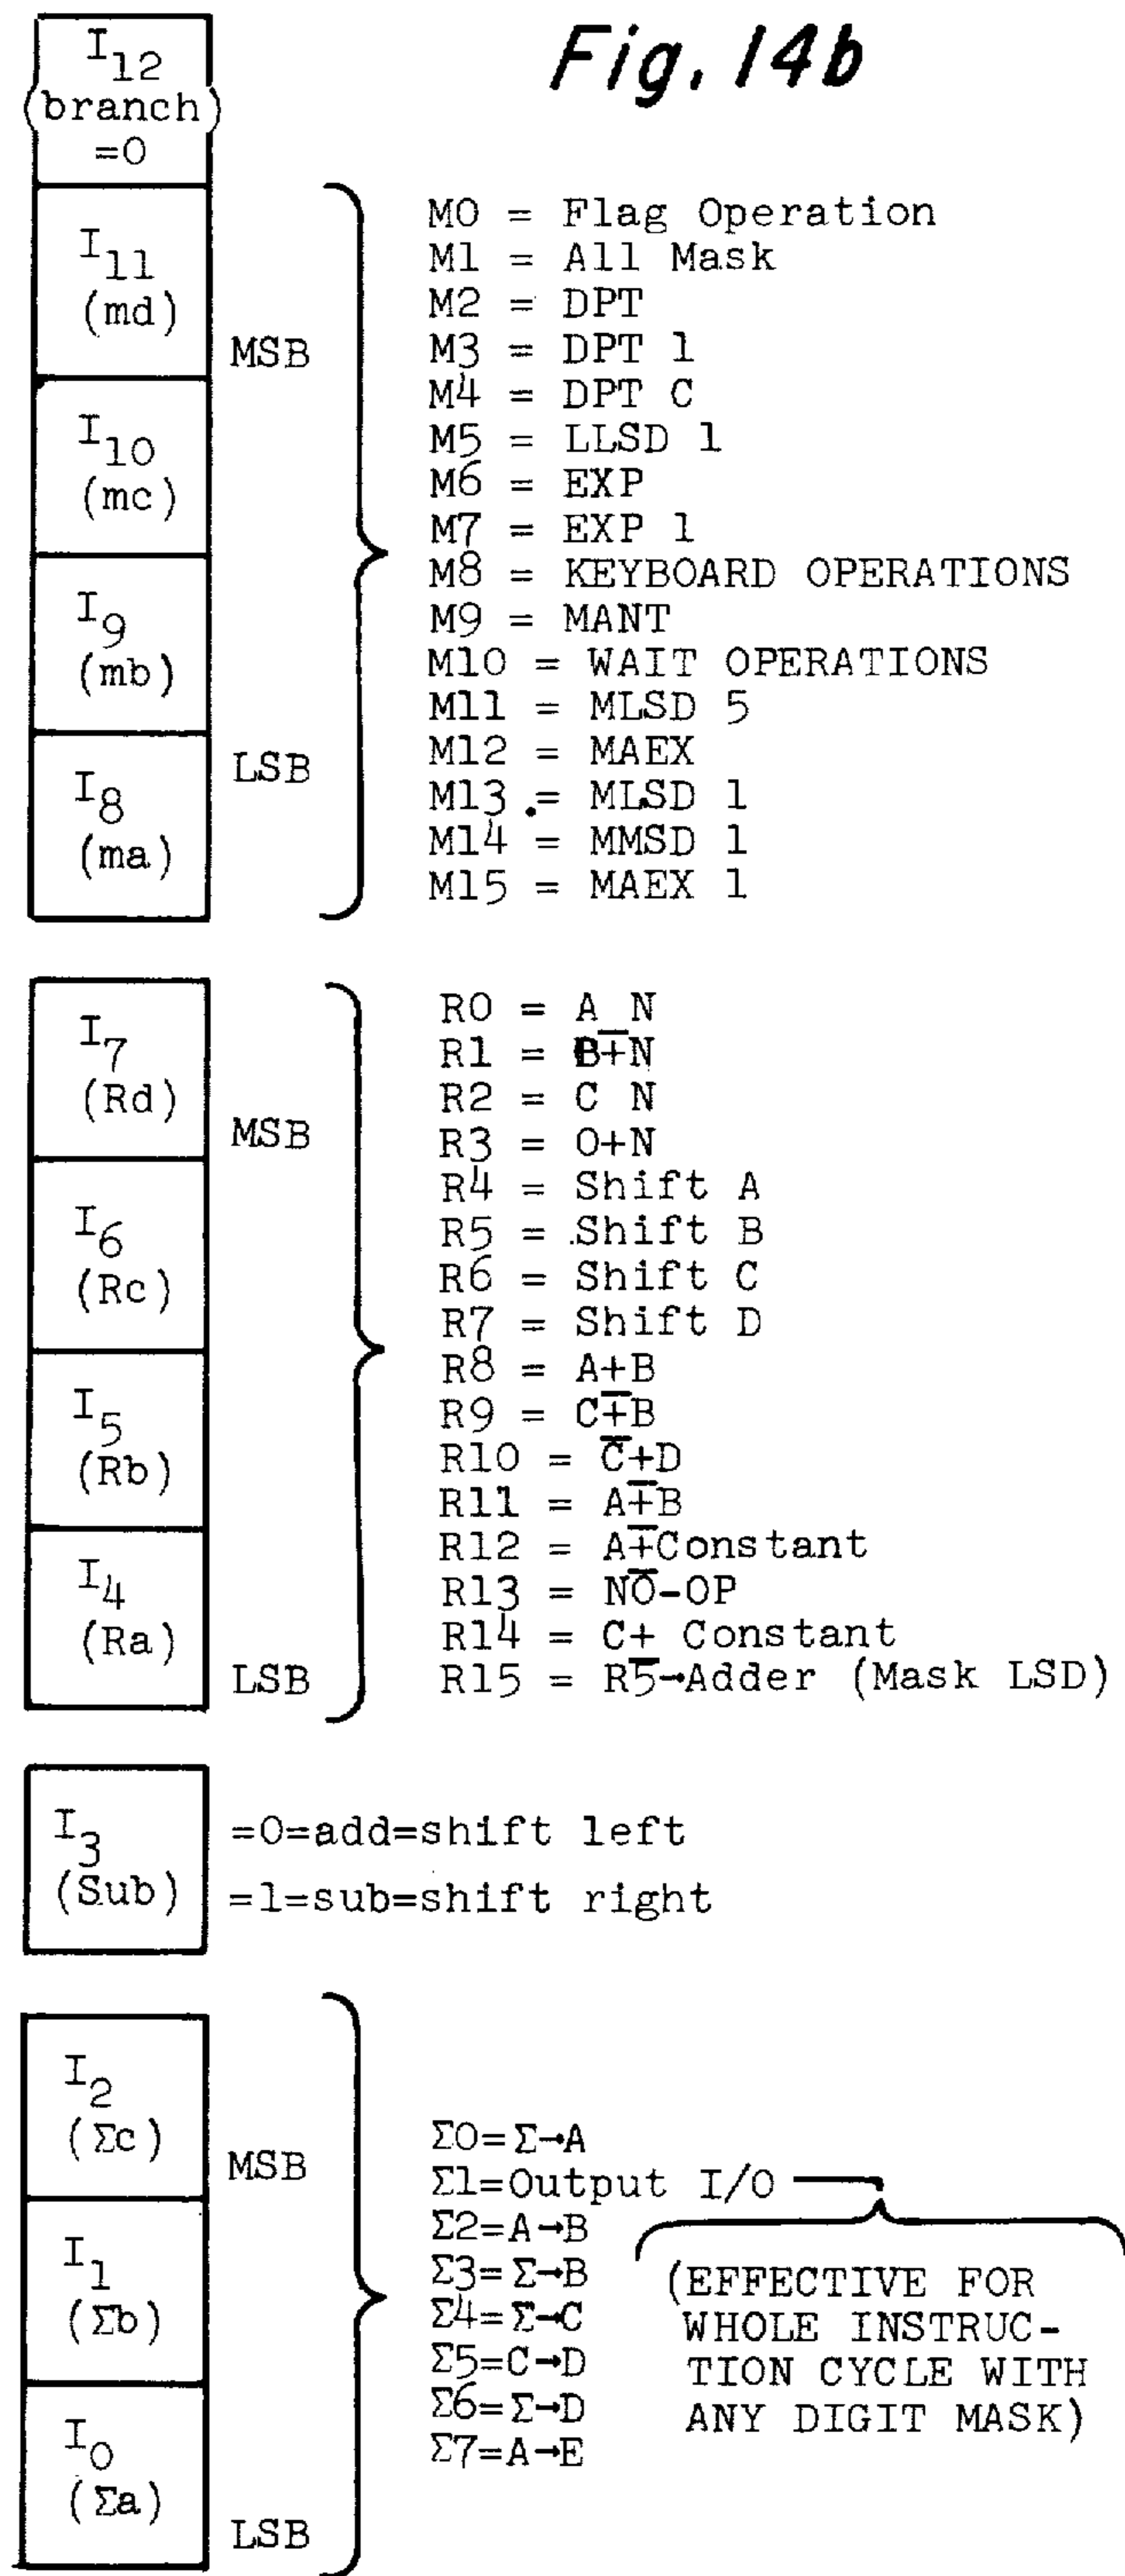 Fig. 14b
I12
(branch)
=0
I11
(md)
MSB
I10
(mc)
I9
(mb)
LSB
I8
(ma)
M0 = Flag Operation
M1 = All Mask
M2 = DPT
M3 = DPT 1
M4 = DPT C
M5 = LLSD 1
M6 = EXP
M7 = EXP 1
M8 = KEYBOARD OPERATIONS
M9 = MANT
M10 = WAIT OPERATIONS
M11 = MLSD 5
M12 = MAEX
M13 = MLSD 1
M14 = MMSD 1
M15 = MAEX 1
I7
(Rd)
MSB
I6
(Rc)
I5
(Rb)
I4
(Ra)
LSB
R0 = A N
R1 = B∓N
R2 = C N
R3 = 0+N
R4 = Shift A
R5 = Shift B
R6 = Shift C
R7 = Shift D
R8 = A+B
R9 = C∓B
R10 = C̅+D
R11 = A∓B
R12 = A∓Constant
R13 = NO̅-OP
R14 = C+ Constant
R15 = R5̅→Adder (Mask LSD)
I3
(Sub)
=0=add=shift left
=1=sub=shift right
I2
(Σc)
MSB
I1
(Σb)
I0
(Σa)
LSB
Σ0=Σ→A
Σ1=Output I/O
Σ2=A→B
Σ3=Σ→B
Σ4=Σ→C
Σ5=C→D
Σ6=Σ→D
Σ7=A→E
(EFFECTIVE FOR
WHOLE INSTRUC-
TION CYCLE WITH
ANY DIGIT MASK)